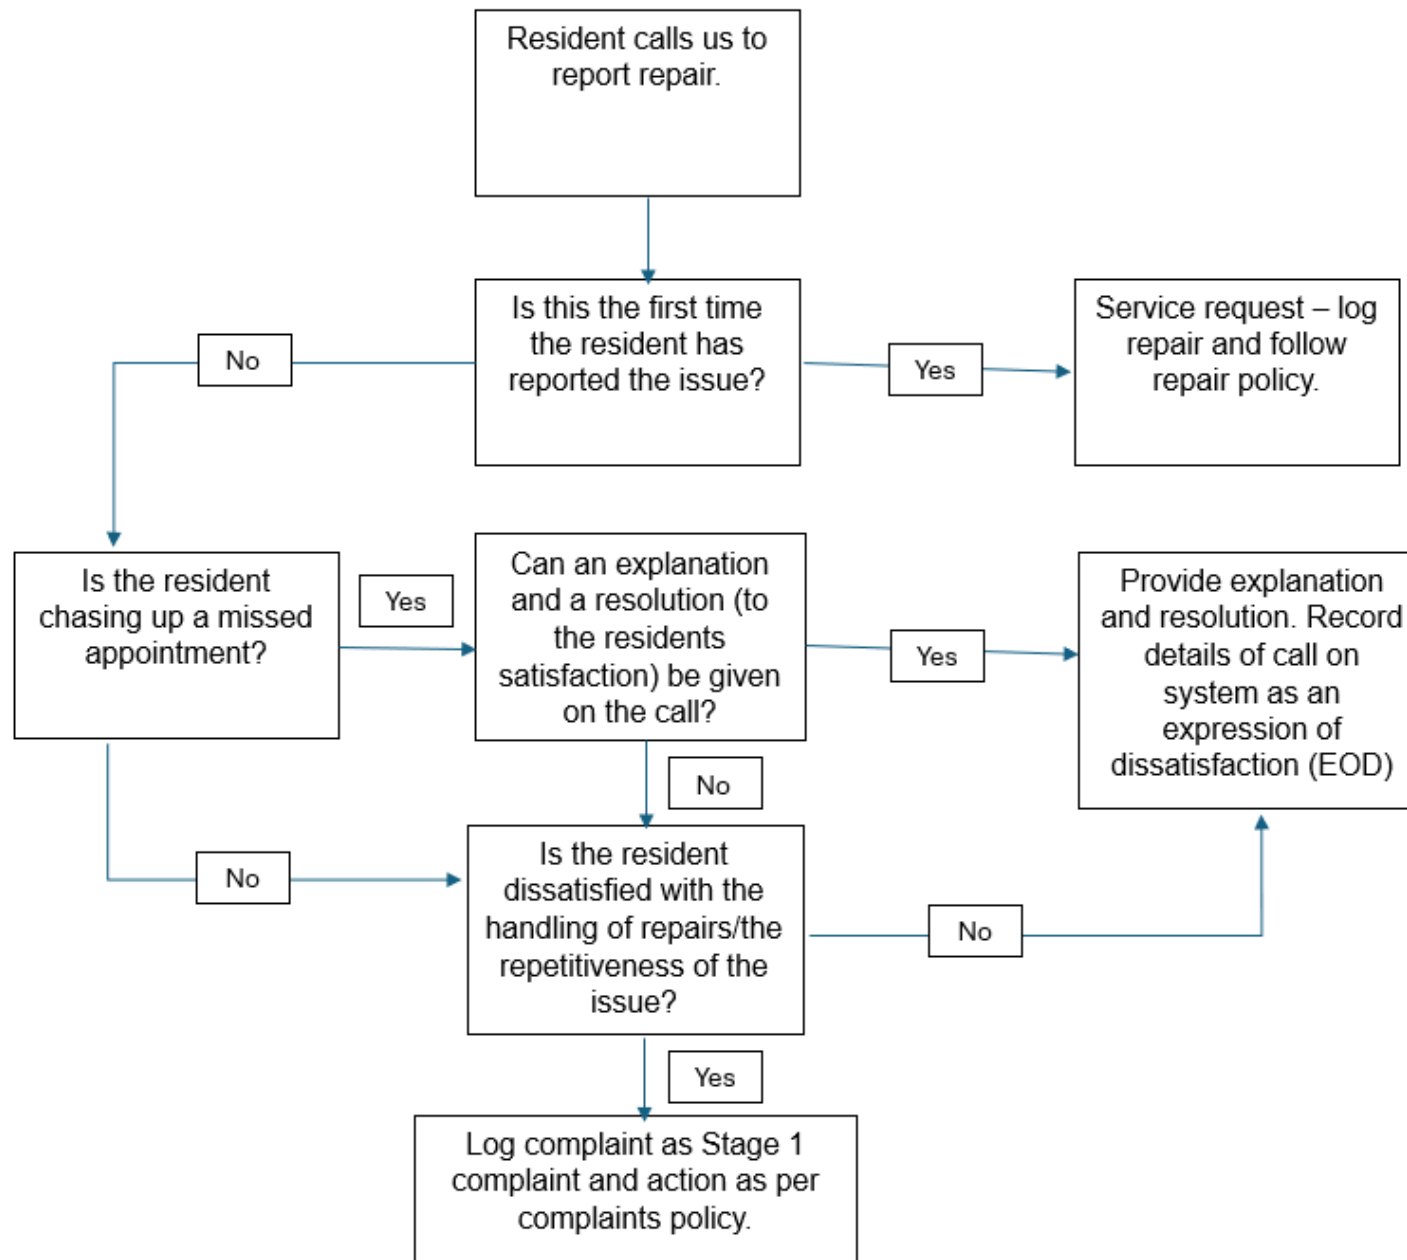 Resident calls us to
report repair.
Is this the first time
the resident has
reported the issue?
No
Yes
Service request – log
repair and follow
repair policy.
Is the resident
chasing up a missed
appointment?
Yes
Can an explanation
and a resolution (to
the residents
satisfaction) be given
on the call?
Yes
Provide explanation
and resolution. Record
details of call on
system as an
expression of
dissatisfaction (EOD)
No
No
Is the resident
dissatisfied with the
handling of repairs/the
repetitiveness of the
issue?
No
Yes
Log complaint as Stage 1
complaint and action as per
complaints policy.